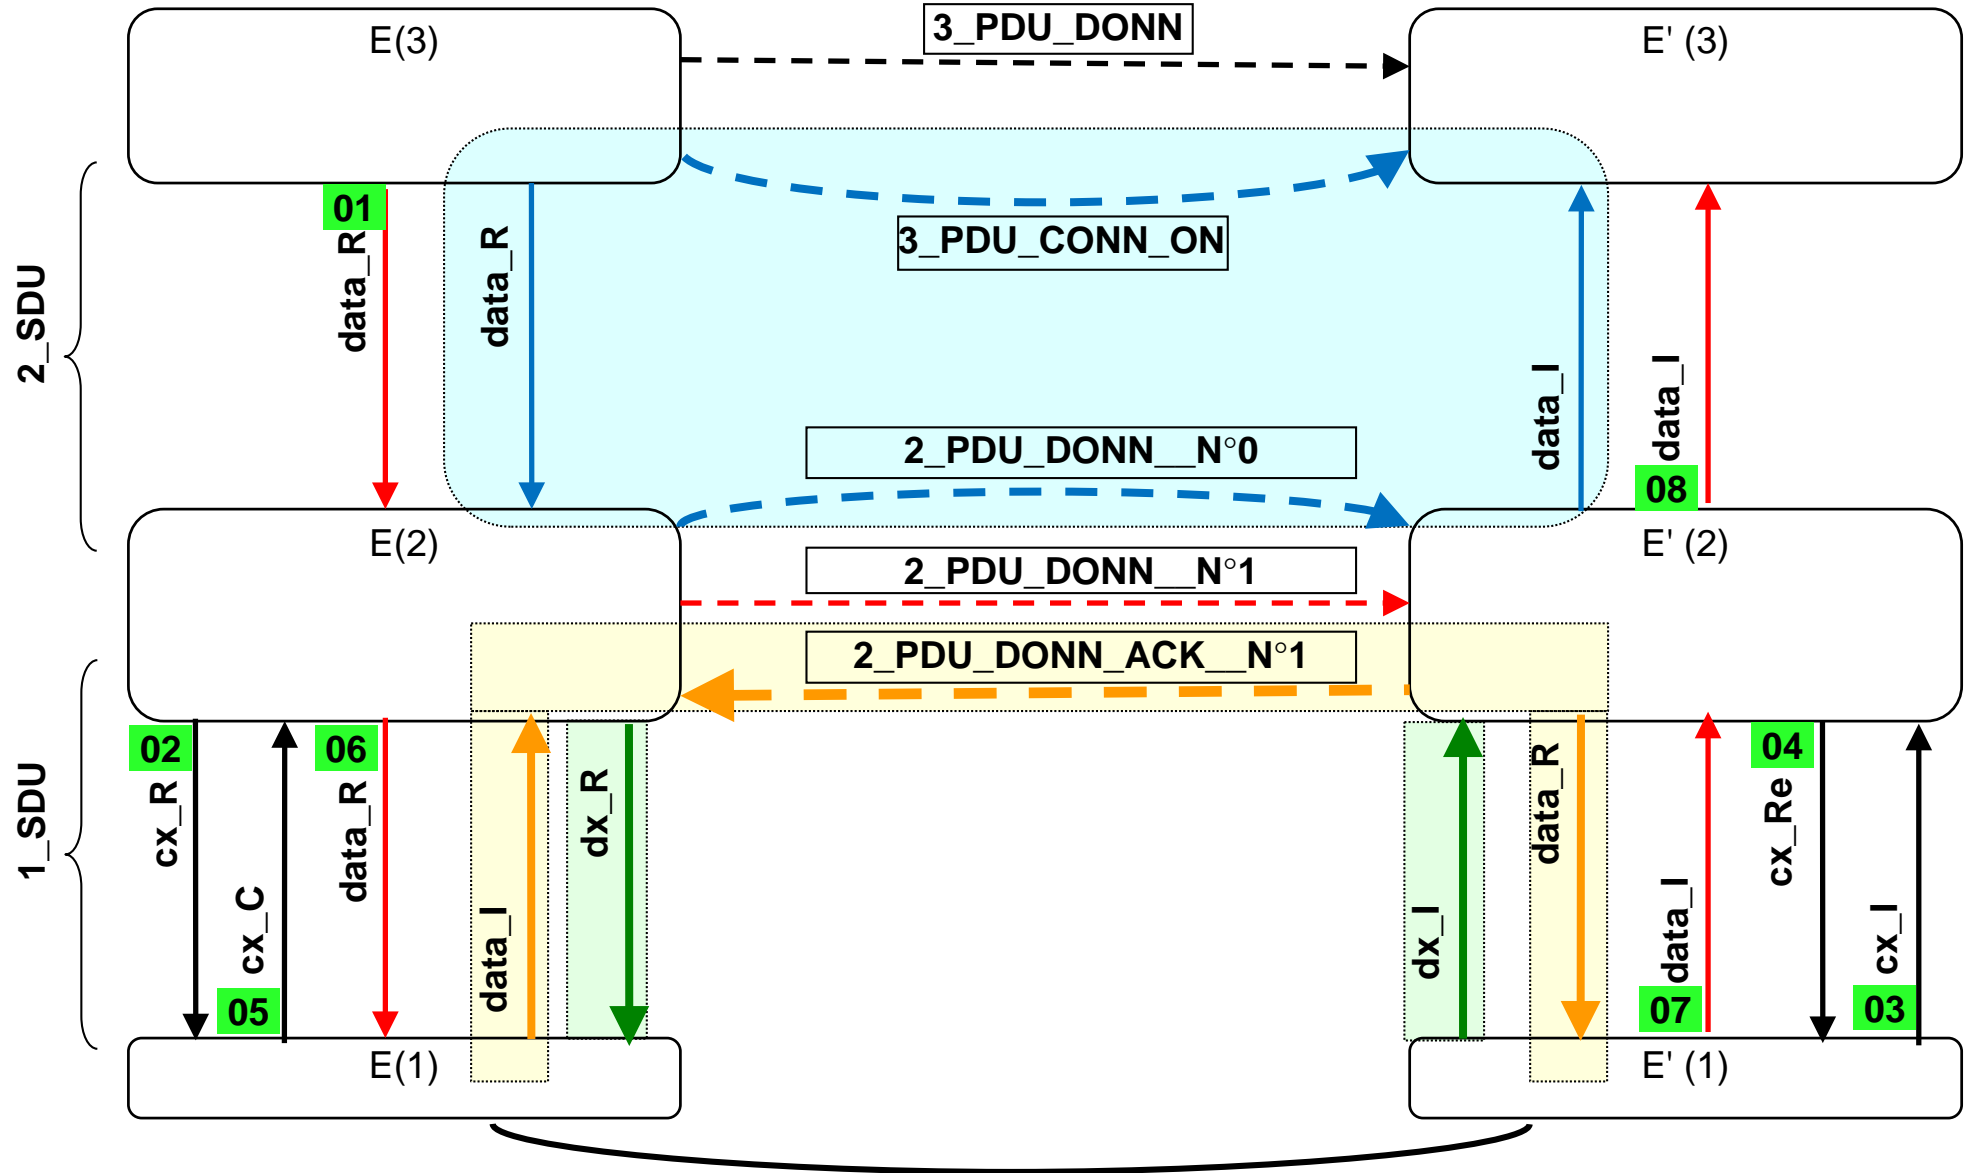 E(3)
3_PDU_DONN
E' (3)
01
data_R
data_R
3_PDU_CONN_ON
2_SDU
data_I
data_I
2_PDU_DONN__N°0
08
E(2)
E' (2)
2_PDU_DONN__N°1
2_PDU_DONN_ACK__N°1
02
06
04
cx_R
data_R
dx_R
data_R
cx_Re
1_SDU
cx_C
data_I
dx_I
data_I
cx_I
05
07
03
E(1)
E' (1)